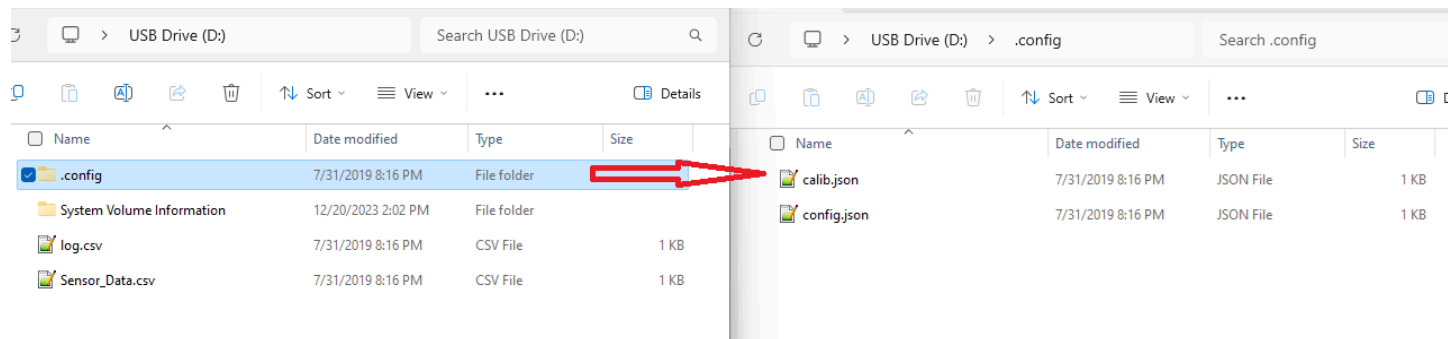 USB Drive (D:) Search USB Drive (D:)
Sort View ... Details
Name Date modified Type Size
.config 7/31/2019 8:16 PM File folder
System Volume Information 12/20/2023 2:02 PM File folder
log.csv 7/31/2019 8:16 PM CSV File 1 KB
Sensor_Data.csv 7/31/2019 8:16 PM CSV File 1 KB
USB Drive (D:) .config Search .config
Sort View ... D
Name Date modified Type Size
calib.json 7/31/2019 8:16 PM JSON File 1 KB
config.json 7/31/2019 8:16 PM JSON File 1 KB